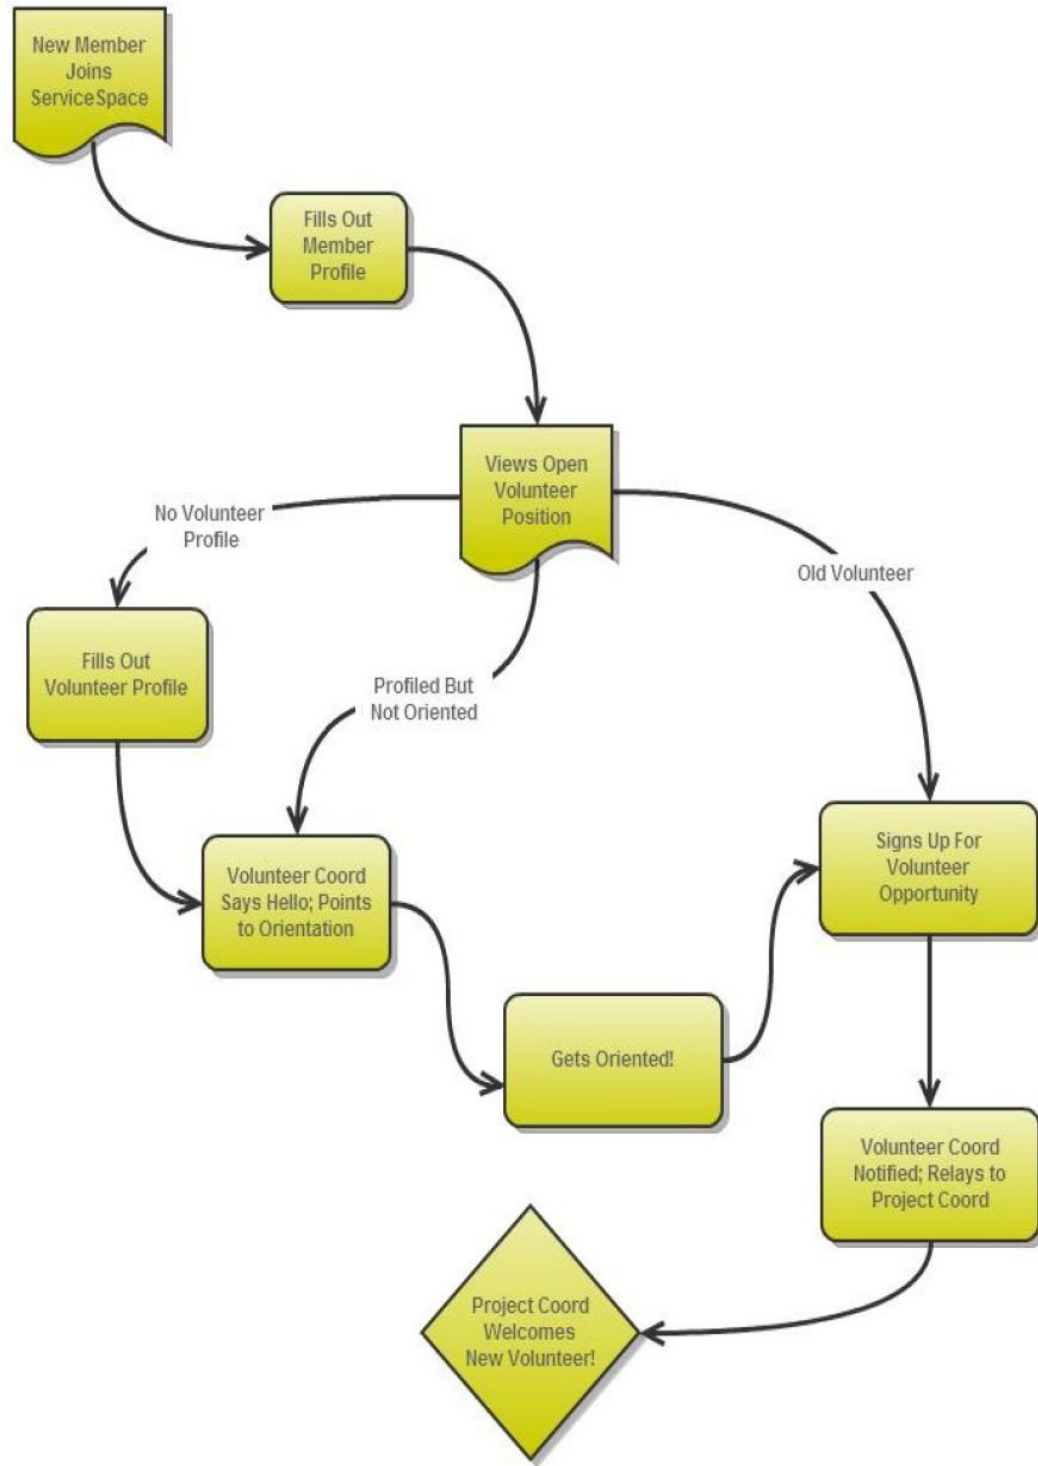 New Member
Joins
ServiceSpace
Fills Out
Member
Profile
Views Open
Volunteer
Position
No Volunteer
Profile
Old Volunteer
Fills Out
Volunteer Profile
Profiled But
Not Oriented
Volunteer Coord
Says Hello; Points
to Orientation
Signs Up For
Volunteer
Opportunity
Gets Oriented!
Volunteer Coord
Notified; Relays to
Project Coord
Project Coord
Welcomes
New Volunteer!